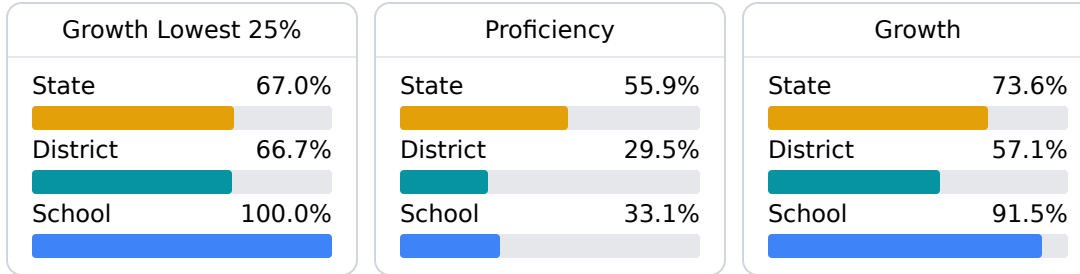 Growth Lowest 25%
State 67.0%
District 66.7%
School 100.0%
Proficiency
State 55.9%
District 29.5%
School 33.1%
Growth
State 73.6%
District 57.1%
School 91.5%